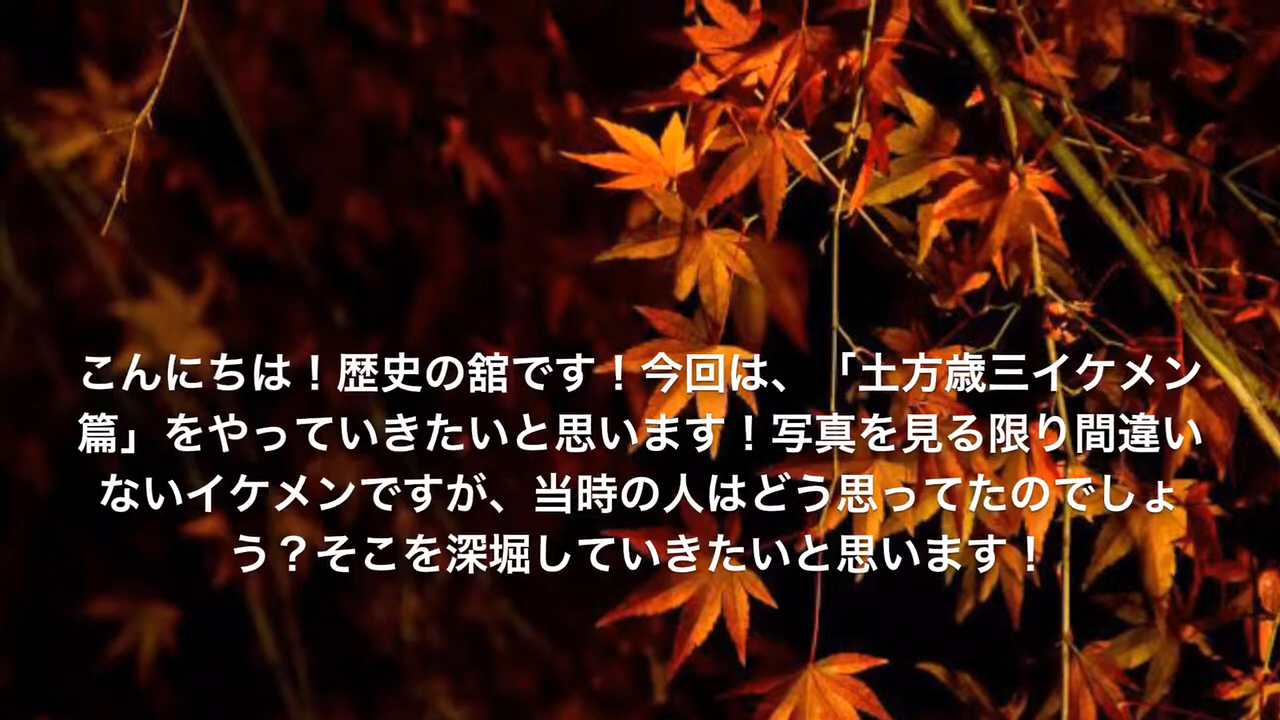 こんにちは！歴史の舘です！今回は、「土方歳三イケメン
篇」をやっていきたいと思います！写真を見る限り間違い
ないイケメンですが、当時の人はどう思ってたのでしょ
う？そこを深堀していきたいと思います！